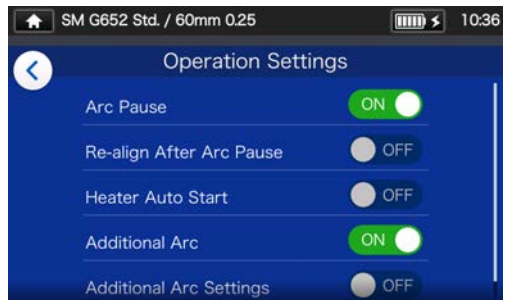 SM G652 Std. / 60mm 0.25 10:36
Operation Settings
Arc Pause ON
Re-align After Arc Pause OFF
Heater Auto Start OFF
Additional Arc ON
Additional Arc Settings OFF